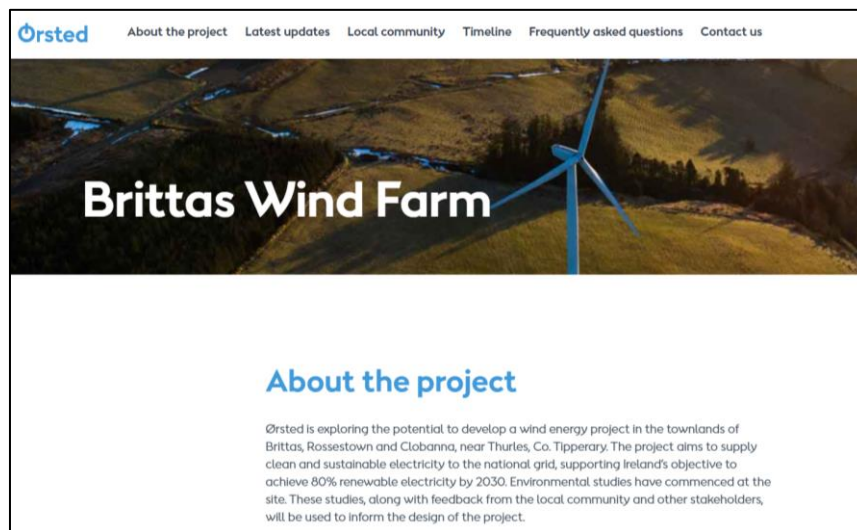 Ørsted
About the project Latest updates Local community Timeline Frequently asked questions Contact us
Brittas Wind Farm
About the project
Ørsted is exploring the potential to develop a wind energy project in the townlands of
Brittas, Rossestown and Clobanna, near Thurles, Co. Tipperary. The project aims to supply
clean and sustainable electricity to the national grid, supporting Ireland's objective to
achieve 80% renewable electricity by 2030. Environmental studies have commenced at the
site. These studies, along with feedback from the local community and other stakeholders,
will be used to inform the design of the project.